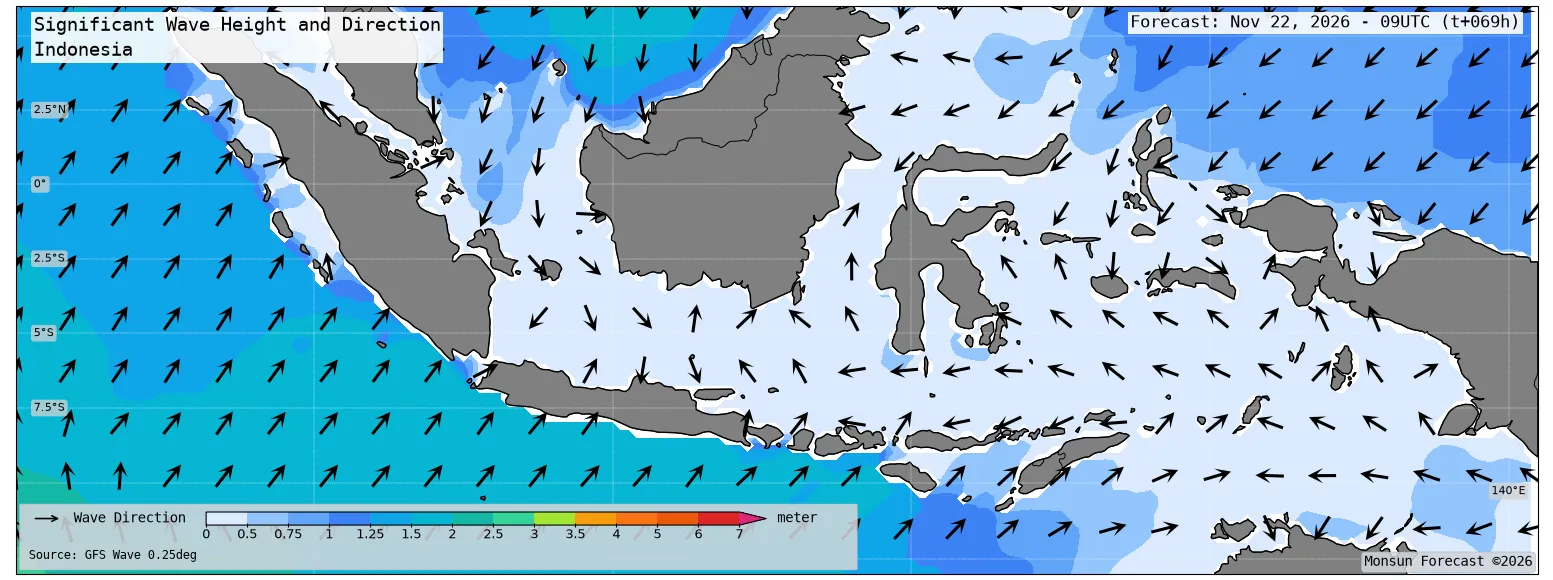 Significant Wave Height and Direction
Indonesia
Forecast: Nov 22, 2026 - 09UTC (t+069h)
2.5°N
0°
2.5°S
5°S
7.5°S
140°E
Wave Direction
0 0.5 0.75 1 1.25 1.5 2 2.5 3 3.5 4 5 6 7
meter
Source: GFS Wave 0.25deg
Monsun Forecast ©2026